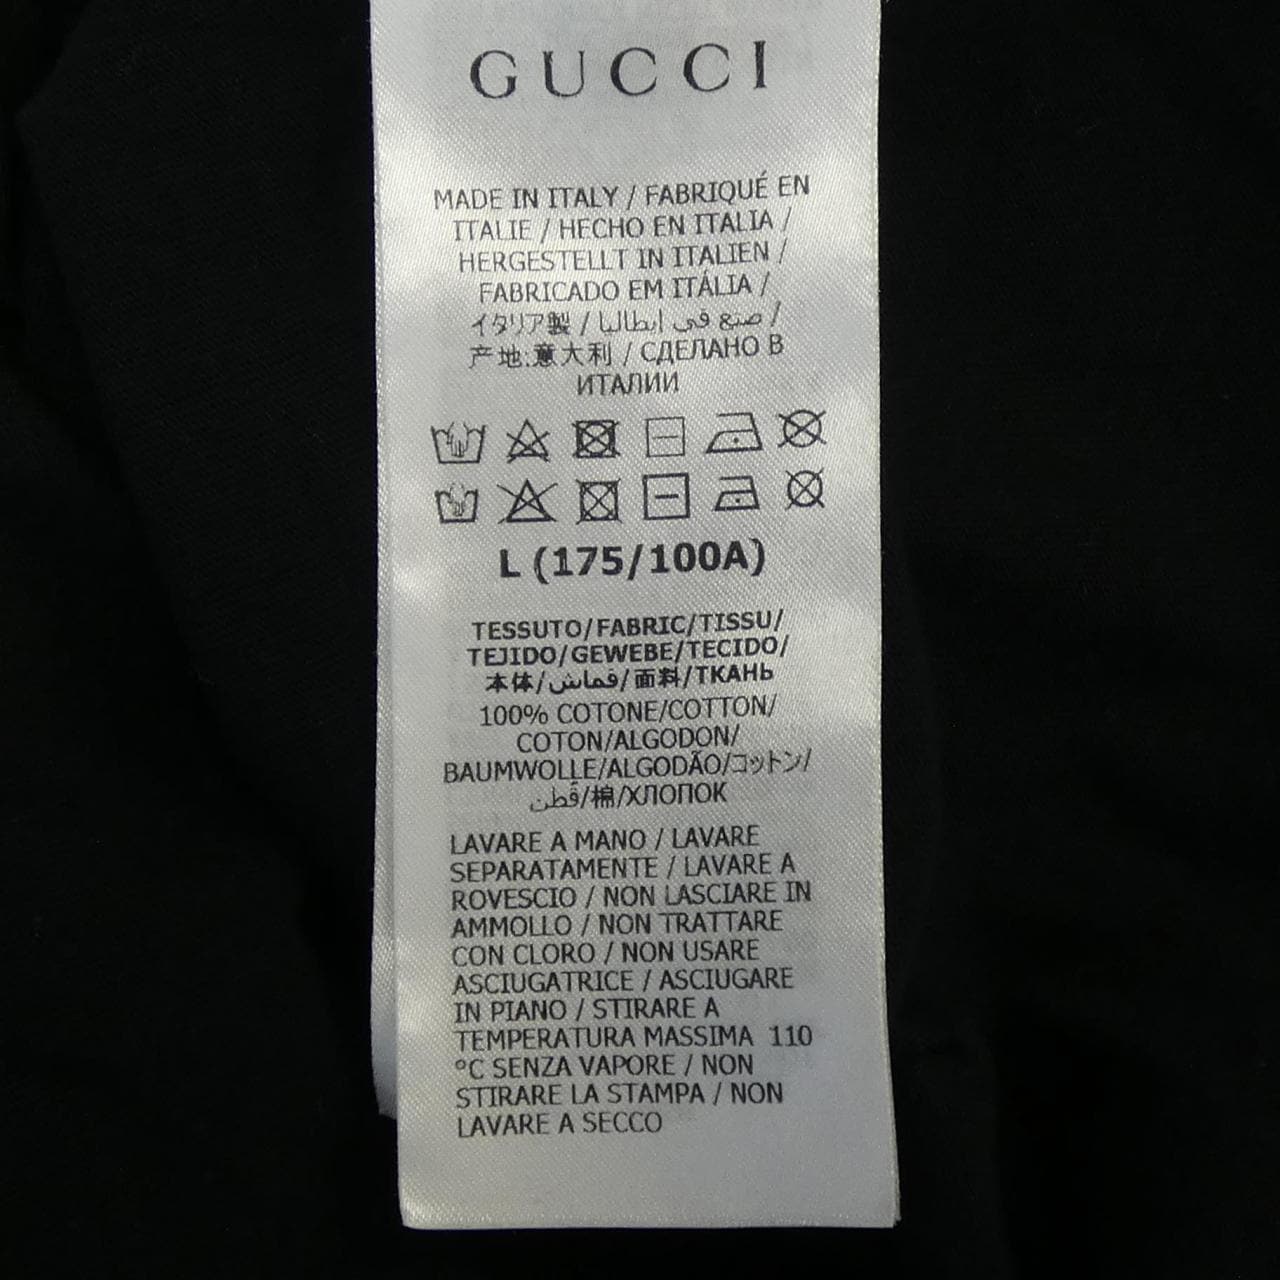 GUCCI
MADE IN ITALY / FABRIQUÉ EN
ITALIE / HECHO EN ITALIA /
HERGESTELLT IN ITALIEN /
FABRICADO EM ITÁLIA /
イタリア製 / صنع في إيطاليا /
产地:意大利 / СДЕЛАНО В
ИТАЛИИ
L (175/100A)
TESSUTO/FABRIC/TISSU/
TEJIDO/GEWEBE/TECIDO/
本体/قماش/面料/ТКАНЬ
100% COTONE/COTTON/
COTON/ALGODON/
BAUMWOLLE/ALGODÃO/コットン/
قُطن/棉/ХЛОПОК
LAVARE A MANO / LAVARE
SEPARATAMENTE / LAVARE A
ROVESCIO / NON LASCIARE IN
AMMOLLO / NON TRATTARE
CON CLORO / NON USARE
ASCIUGATRICE / ASCIUGARE
IN PIANO / STIRARE A
TEMPERATURA MASSIMA 110
°C SENZA VAPORE / NON
STIRARE LA STAMPA / NON
LAVARE A SECCO